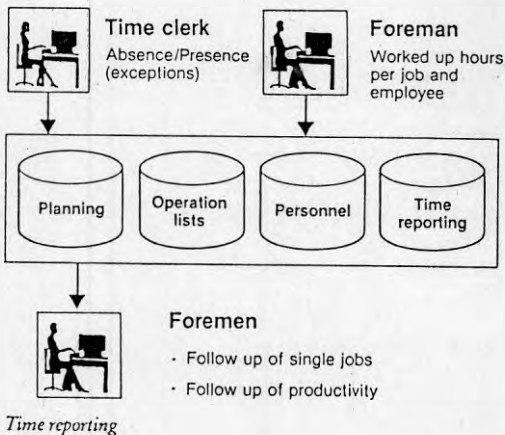 Time clerk
Absence/Presence
(exceptions)
Foreman
Worked up hours
per job and
employee
Planning
Operation
lists
Personnel
Time
reporting
Foremen
· Follow up of single jobs
· Follow up of productivity
Time reporting